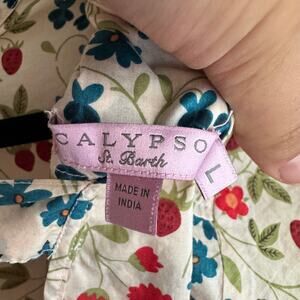 CALYPSO
St. Barth
L
MADE IN
INDIA